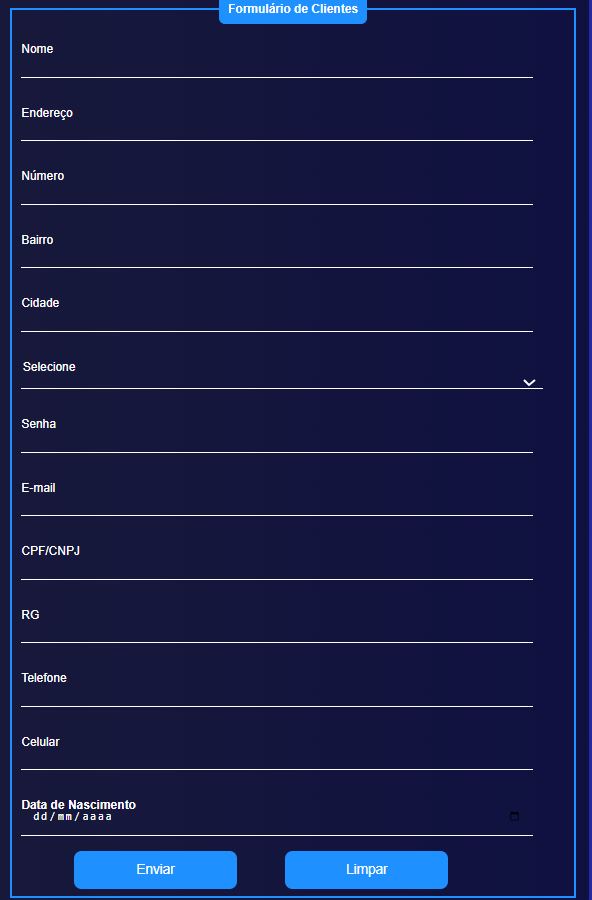 Formulário de Clientes
Nome
Endereço
Número
Bairro
Cidade
Selecione
Senha
E-mail
CPF/CNPJ
RG
Telefone
Celular
Data de Nascimento
dd/mm/aaaa
Enviar Limpar